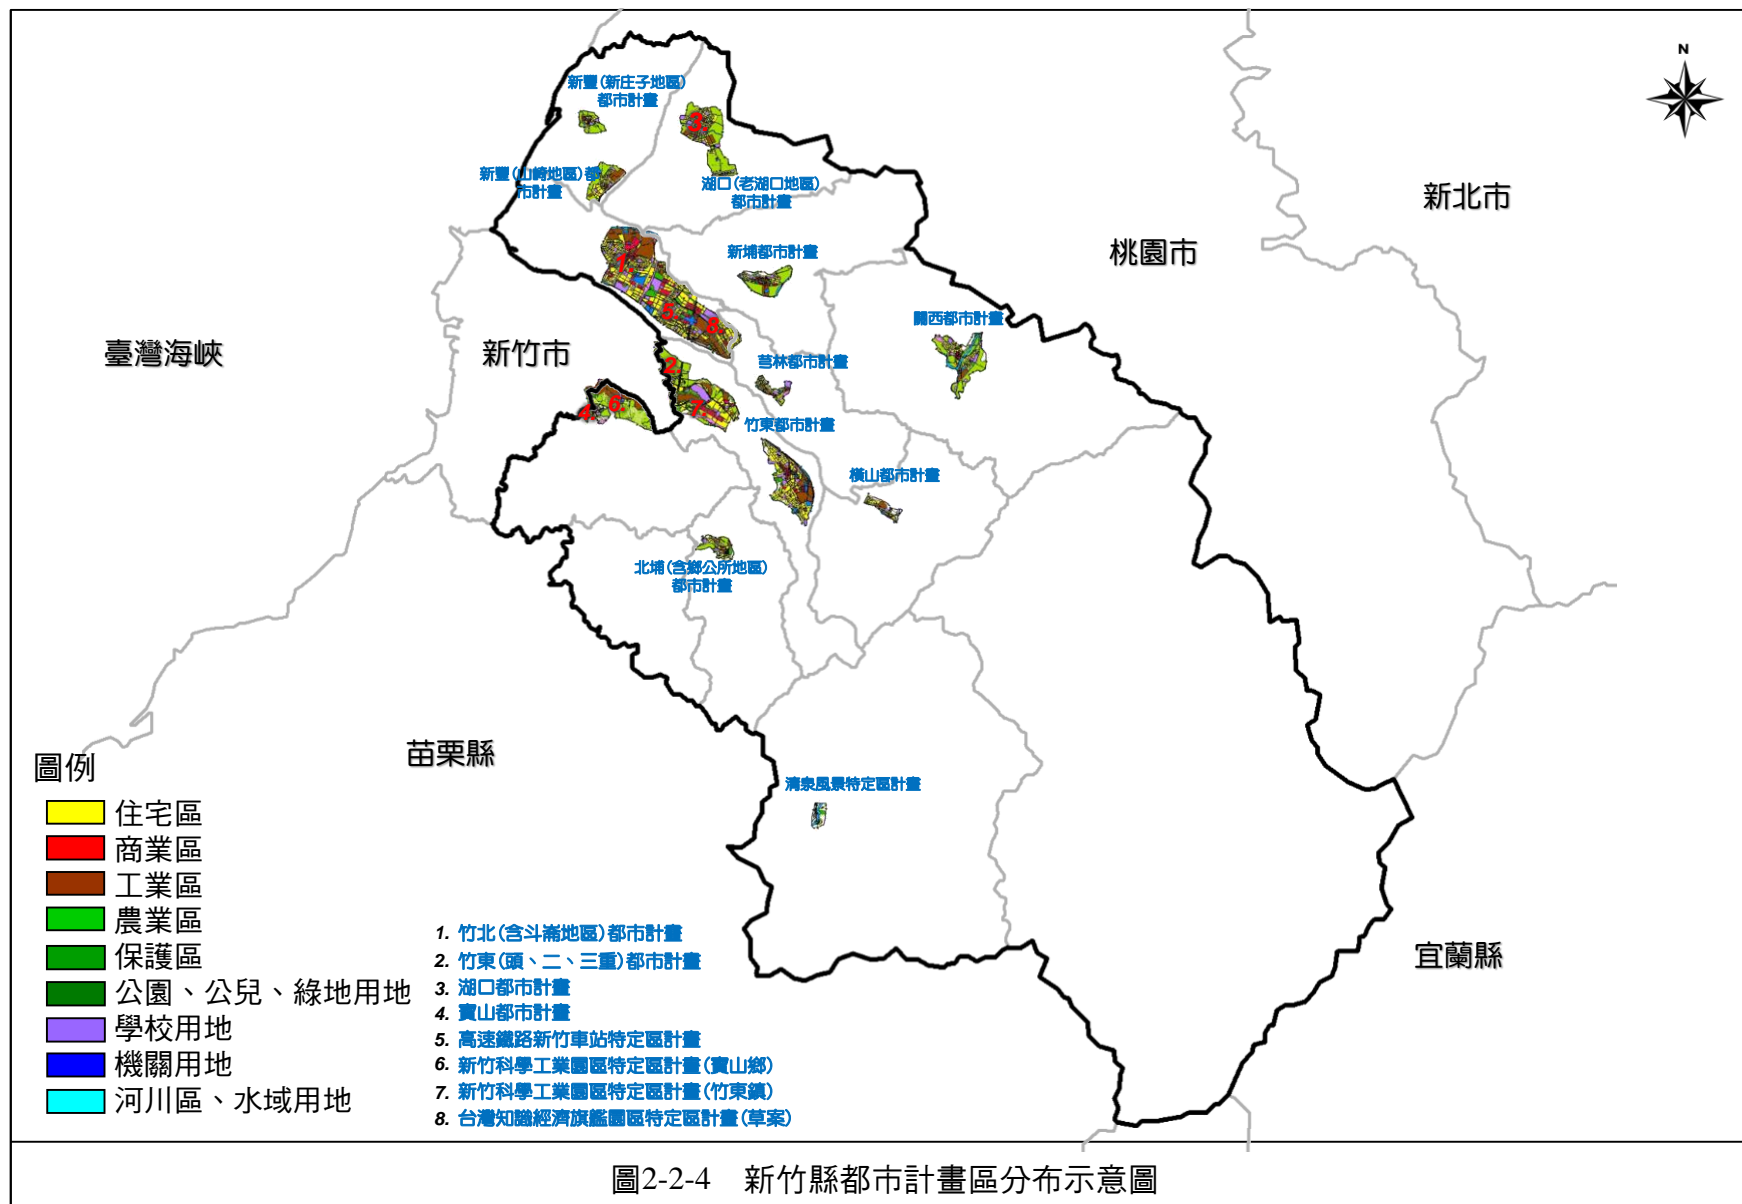 N
新豐(新庄子地區)
都市計畫
3.
新豐(山崎地區)都
市計畫
湖口(老湖口地區)
都市計畫
新北市
桃園市
新埔都市計畫
1.
5.
8.
關西都市計畫
臺灣海峽
新竹市
芎林都市計畫
2.
4.
6.
7.
竹東都市計畫
橫山都市計畫
北埔(含鄉公所地區)
都市計畫
苗栗縣
清泉風景特定區計畫
宜蘭縣
圖例
住宅區
商業區
工業區
農業區
保護區
公園、公兒、綠地用地
學校用地
機關用地
河川區、水域用地
1. 竹北(含斗崙地區)都市計畫
2. 竹東(頭、二、三重)都市計畫
3. 湖口都市計畫
4. 寶山都市計畫
5. 高速鐵路新竹車站特定區計畫
6. 新竹科學工業園區特定區計畫(寶山鄉)
7. 新竹科學工業園區特定區計畫(竹東鎮)
8. 台灣知識經濟旗艦園區特定區計畫(草案)
圖2-2-4 新竹縣都市計畫區分布示意圖